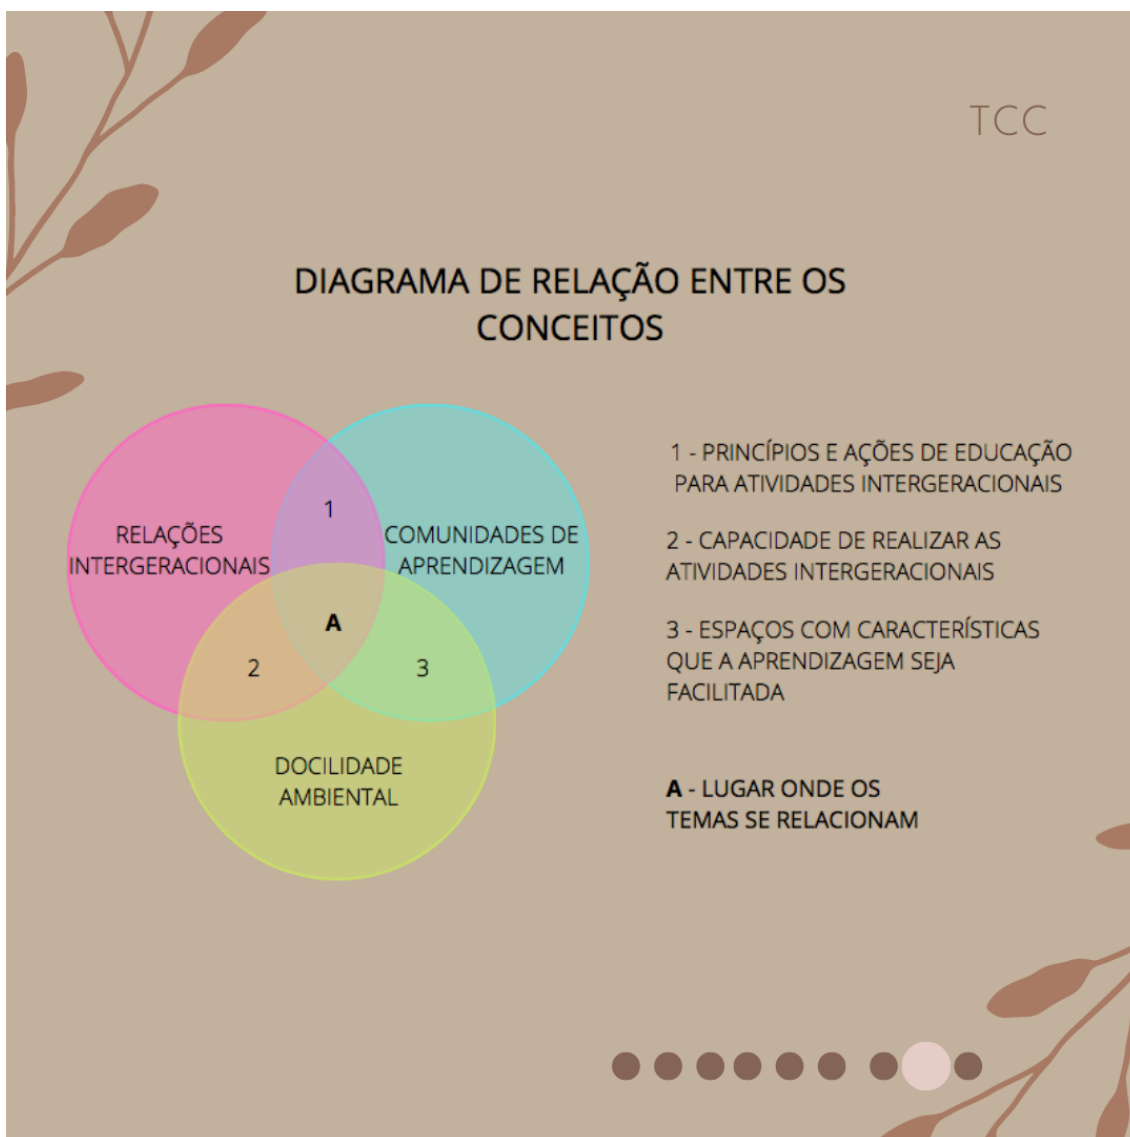 TCC
DIAGRAMA DE RELAÇÃO ENTRE OS
CONCEITOS
1
RELAÇÕES
INTERGERACIONAIS
COMUNIDADES DE
APRENDIZAGEM
A
2
3
DOCILIDADE
AMBIENTAL
1 - PRINCÍPIOS E AÇÕES DE EDUCAÇÃO
PARA ATIVIDADES INTERGERACIONAIS
2 - CAPACIDADE DE REALIZAR AS
ATIVIDADES INTERGERACIONAIS
3 - ESPAÇOS COM CARACTERÍSTICAS
QUE A APRENDIZAGEM SEJA
FACILITADA
A - LUGAR ONDE OS
TEMAS SE RELACIONAM